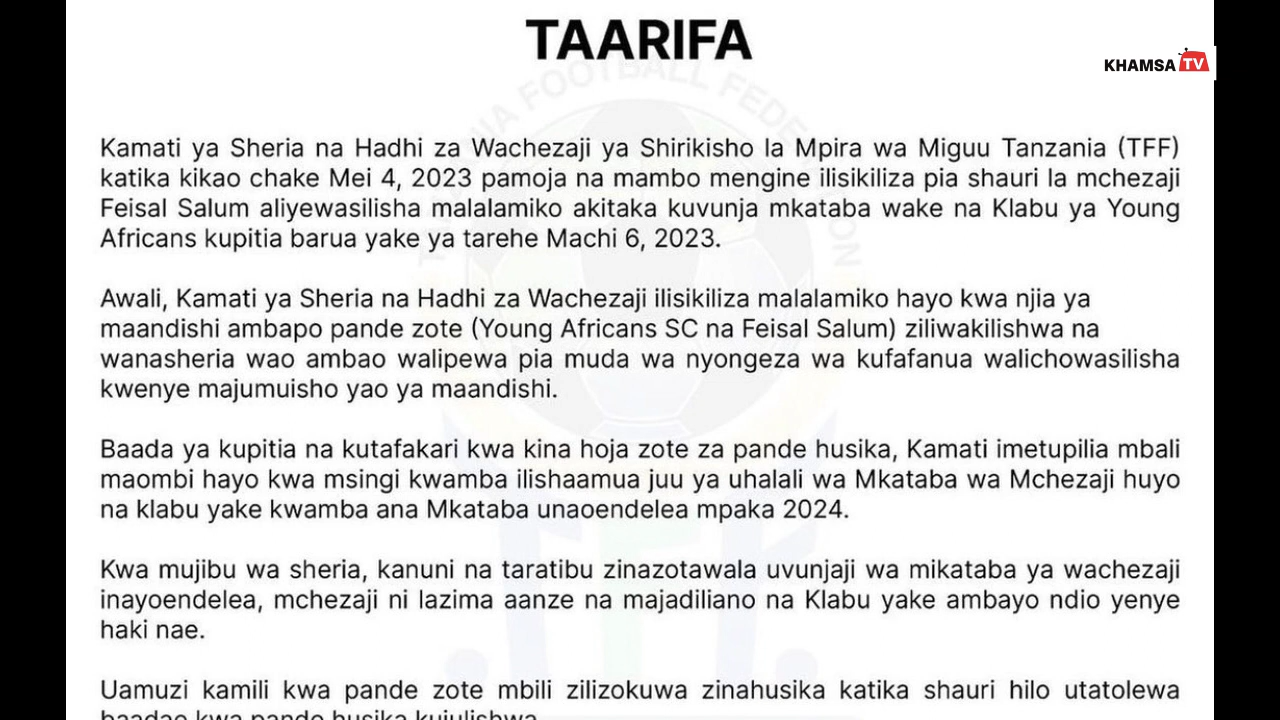 TAARIFA
KHAMSA TV
Kamati ya Sheria na Hadhi za Wachezaji ya Shirikisho la Mpira wa Miguu Tanzania (TFF)
katika kikao chake Mei 4, 2023 pamoja na mambo mengine ilisikiliza pia shauri la mchezaji
Feisal Salum aliyewasilisha malalamiko akitaka kuvunja mkataba wake na Klabu ya Young
Africans kupitia barua yake ya tarehe Machi 6, 2023.
Awali, Kamati ya Sheria na Hadhi za Wachezaji ilisikiliza malalamiko hayo kwa njia ya
maandishi ambapo pande zote (Young Africans SC na Feisal Salum) ziliwakilishwa na
wanasheria wao ambao walipewa pia muda wa nyongeza wa kufafanua walichowasilisha
kwenye majumuisho yao ya maandishi.
Baada ya kupitia na kutafakari kwa kina hoja zote za pande husika, Kamati imetupilia mbali
maombi hayo kwa msingi kwamba ilishaamua juu ya uhalali wa Mkataba wa Mchezaji huyo
na klabu yake kwamba ana Mkataba unaoendelea mpaka 2024.
Kwa mujibu wa sheria, kanuni na taratibu zinazotawala uvunjaji wa mikataba ya wachezaji
inayoendelea, mchezaji ni lazima aanze na majadiliano na Klabu yake ambayo ndio yenye
haki nae.
Uamuzi kamili kwa pande zote mbili zilizokuwa zinahusika katika shauri hilo utatolewa
baadae kwa pande husika kujulishwa.